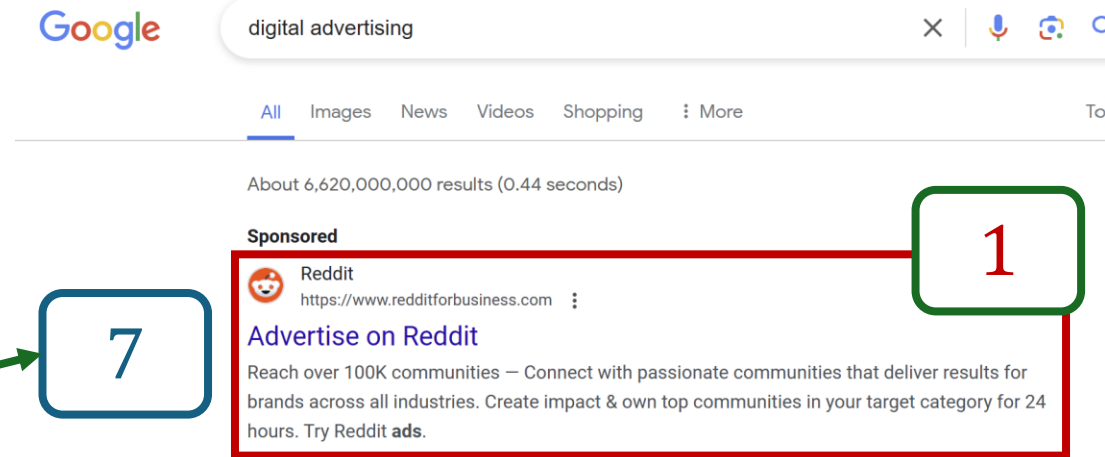 Google digital advertising
All Images News Videos Shopping More To
About 6,620,000,000 results (0.44 seconds)
1
Sponsored
Reddit
https://www.redditforbusiness.com
7
Advertise on Reddit
Reach over 100K communities — Connect with passionate communities that deliver results for
brands across all industries. Create impact & own top communities in your target category for 24
hours. Try Reddit ads.